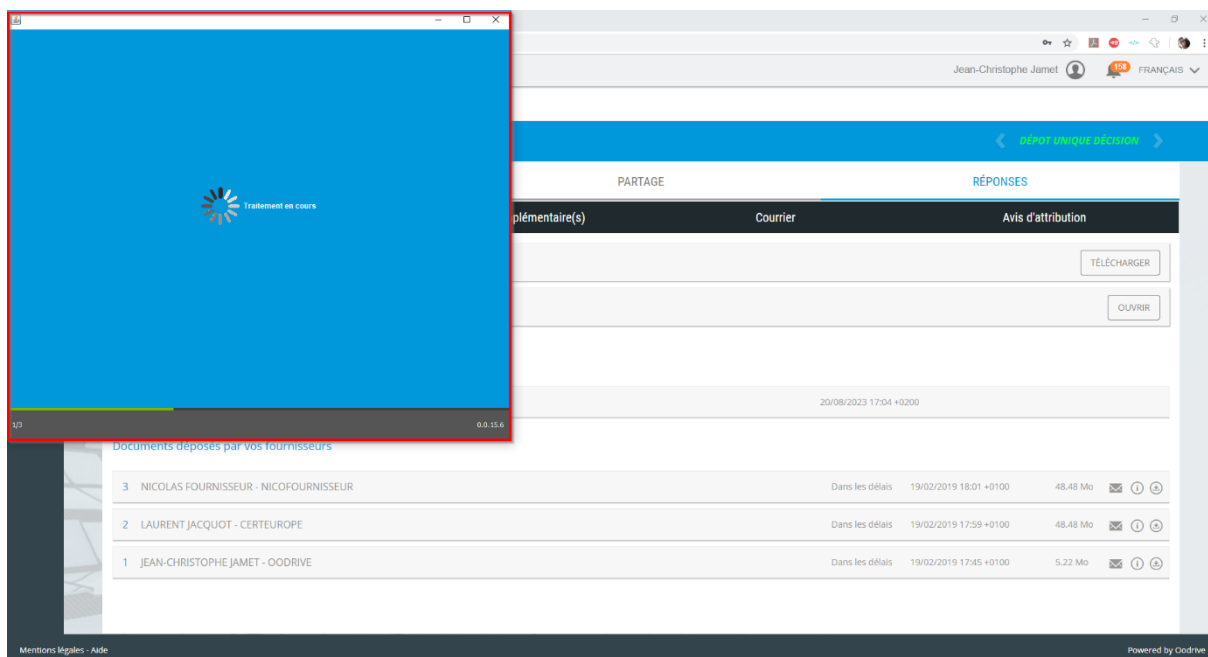 Jean-Christophe Jamet 158 FRANÇAIS
DÉPOT UNIQUE DÉCISION
PARTAGE RÉPONSES
Traitement en cours
plémentaire(s) Courrier Avis d'attribution
TÉLÉCHARGER
OUVRIR
20/08/2023 17:04 +0200
1/3 0.0.15.6
Documents déposés par vos fournisseurs
3 NICOLAS FOURNISSEUR - NICOFOURNISSEUR Dans les délais 19/02/2019 18:01 +0100 48.48 Mo
2 LAURENT JACQUOT - CERTEUROPE Dans les délais 19/02/2019 17:59 +0100 48.48 Mo
1 JEAN-CHRISTOPHE JAMET - OODRIVE Dans les délais 19/02/2019 17:45 +0100 5.22 Mo
Mentions légales - Aide Powered by Oodrive